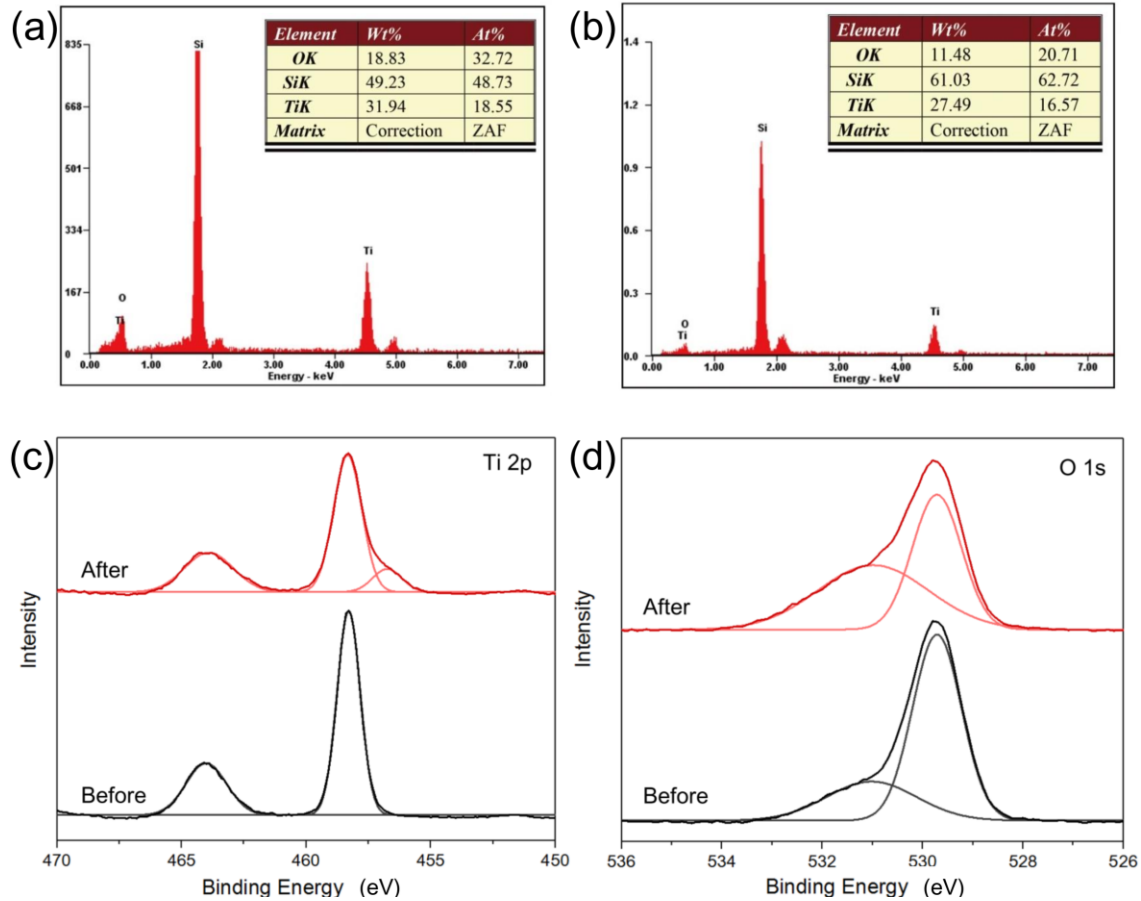 (a)
Element Wt% At%
OK 18.83 32.72
SiK 49.23 48.73
TiK 31.94 18.55
Matrix Correction ZAF
835
668
501
334
167
0
Si
O
Ti
Ti
0.00 1.00 2.00 3.00 4.00 5.00 6.00 7.00
Energy - keV
(b)
Element Wt% At%
OK 11.48 20.71
SiK 61.03 62.72
TiK 27.49 16.57
Matrix Correction ZAF
1.4
1.2
0.9
0.6
0.3
0.0
Si
O
Ti
Ti
0.00 1.00 2.00 3.00 4.00 5.00 6.00 7.00
Energy - keV
(c)
Ti 2p
After
Before
Intensity
470 465 460 455 450
Binding Energy (eV)
(d)
O 1s
After
Before
Intensity
536 534 532 530 528 526
Binding Energy (eV)